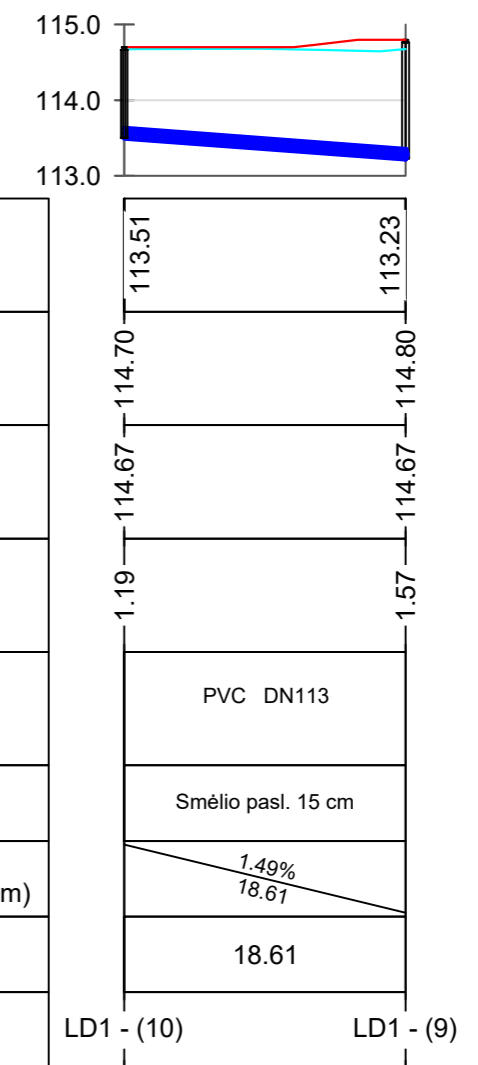 115.0
114.0
113.0
113.51 113.23
114.70 114.80
114.67 114.67
1.19 1.57
PVC DN113
Smėlio pasl. 15 cm
1.49%
18.61
m)
18.61
LD1 - (10) LD1 - (9)